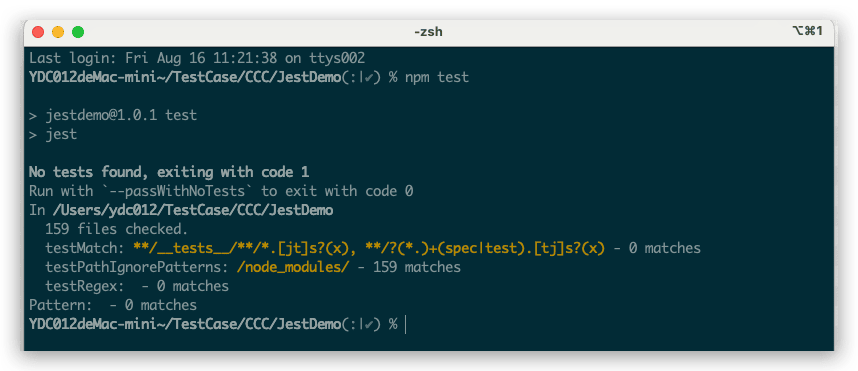 -zsh
⌥⌘1
Last login: Fri Aug 16 11:21:38 on ttys002
YDC012deMac-mini~/TestCase/CCC/JestDemo(:|✔) % npm test
> jestdemo@1.0.1 test
> jest
No tests found, exiting with code 1
Run with `--passWithNoTests` to exit with code 0
In /Users/ydc012/TestCase/CCC/JestDemo
  159 files checked.
  testMatch: **/__tests__/**/*.[jt]s?(x), **/?(*.)+(spec|test).[tj]s?(x) - 0 matches
  testPathIgnorePatterns: /node_modules/ - 159 matches
  testRegex:  - 0 matches
Pattern:  - 0 matches
YDC012deMac-mini~/TestCase/CCC/JestDemo(:|✔) %